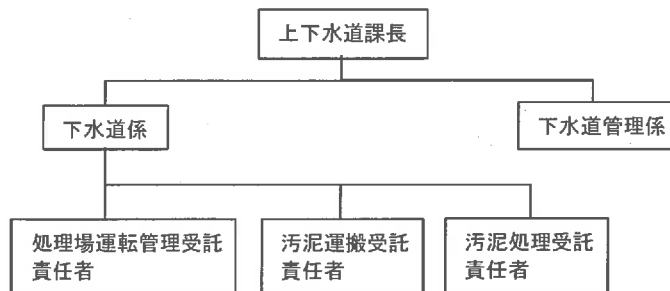 上下水道課長
下水道係
下水道管理係
処理場運転管理受託
責任者
汚泥運搬受託
責任者
汚泥処理受託
責任者